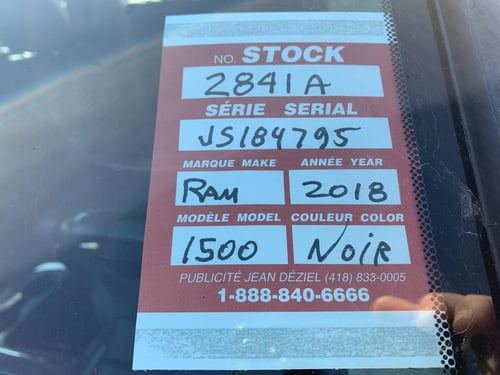 NO. STOCK
2841A
SÉRIE SERIAL
JS184795
MARQUE MAKE ANNÉE YEAR
RAM 2018
MODÈLE MODEL COULEUR COLOR
1500 NOIR
PUBLICITÉ JEAN DÉZIEL (418) 833-0005
1-888-840-6666